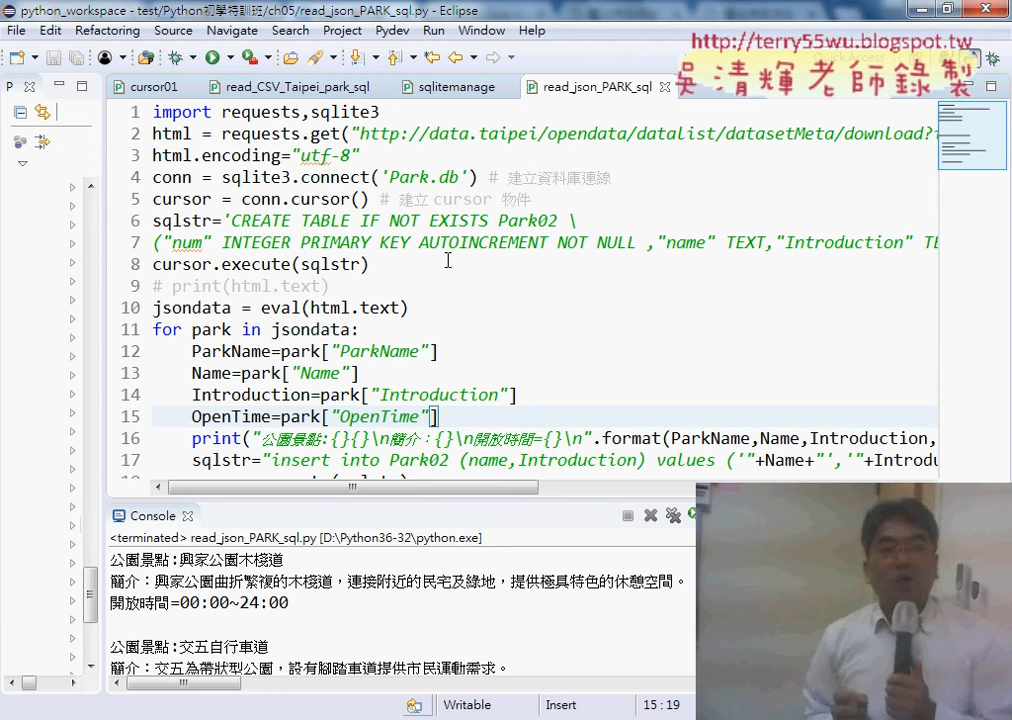 python_workspace - test/Python初學特訓班/ch05/read_json_PARK_sql.py - Eclipse
File Edit Refactoring Source Navigate Search Project Pydev Run Window Help
http://terry55wu.blogspot.tw
Quick Access
吳清輝老師錄製
P
cursor01 read_CSV_Taipei_park_sql sqlitemanage read_json_PARK_sql
1 import requests,sqlite3
2 html = requests.get("http://data.taipei/opendata/datalist/datasetMeta/download?
3 html.encoding="utf-8"
4 conn = sqlite3.connect('Park.db') # 建立資料庫連線
5 cursor = conn.cursor() # 建立 cursor 物件
6 sqlstr='CREATE TABLE IF NOT EXISTS Park02 \
7 ("num" INTEGER PRIMARY KEY AUTOINCREMENT NOT NULL ,"name" TEXT,"Introduction" TE
8 cursor.execute(sqlstr)
9 # print(html.text)
10 jsondata = eval(html.text)
11 for park in jsondata:
12 ParkName=park["ParkName"]
13 Name=park["Name"]
14 Introduction=park["Introduction"]
15 OpenTime=park["OpenTime"]
16 print("公園景點:{}{}\n簡介：{}\n開放時間={}\n".format(ParkName,Name,Introduction,
17 sqlstr="insert into Park02 (name,Introduction) values ('"+Name+"','"+Introdu
Console
<terminated> read_json_PARK_sql.py [D:\Python36-32\python.exe]
公園景點:興家公園木棧道
簡介：興家公園曲折繁複的木棧道，連接附近的民宅及綠地，提供極具特色的休憩空間。
開放時間=00:00~24:00
公園景點:交五自行車道
簡介：交五為帶狀型公園，設有腳踏車道提供市民運動需求。
Writable Insert 15 : 19